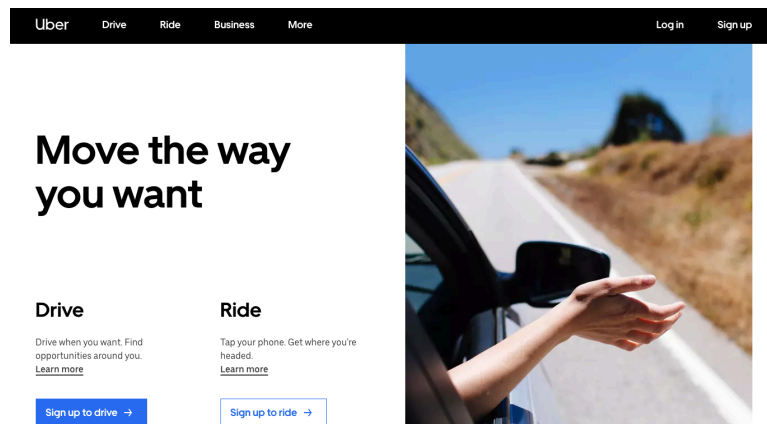 Uber Drive Ride Business More Log in Sign up
Move the way
you want
Drive
Drive when you want. Find
opportunities around you.
Learn more
Sign up to drive →
Ride
Tap your phone. Get where you’re
headed.
Learn more
Sign up to ride →